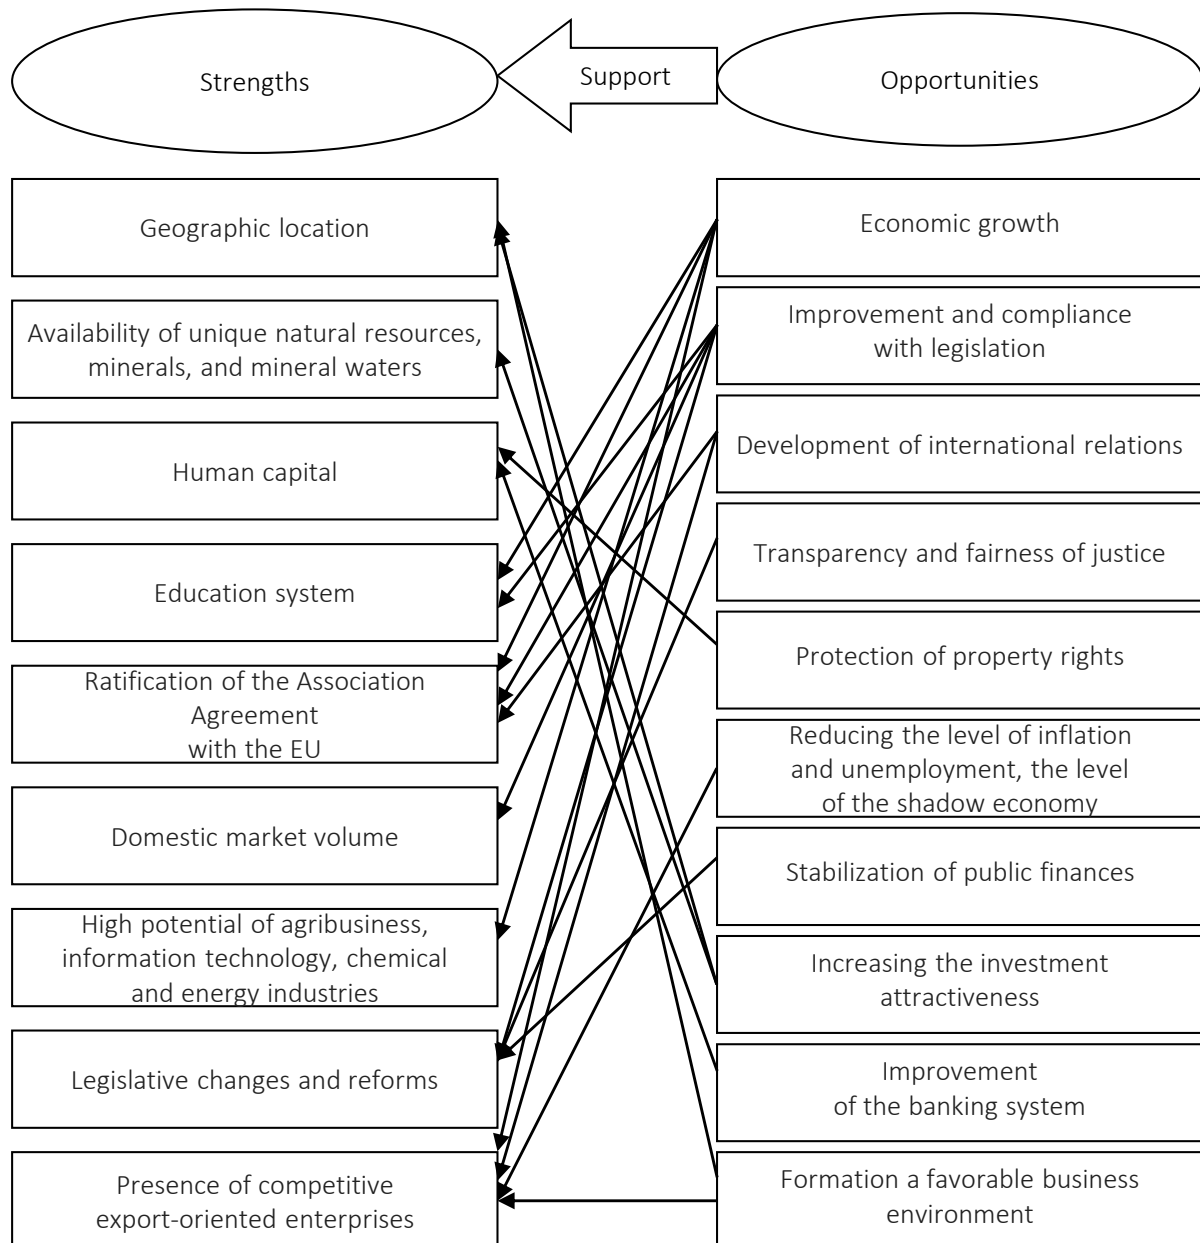 Strengths
Support
Opportunities
Geographic location
Availability of unique natural resources,
minerals, and mineral waters
Human capital
Education system
Ratification of the Association
Agreement
with the EU
Domestic market volume
High potential of agribusiness,
information technology, chemical
and energy industries
Legislative changes and reforms
Presence of competitive
export-oriented enterprises
Economic growth
Improvement and compliance
with legislation
Development of international relations
Transparency and fairness of justice
Protection of property rights
Reducing the level of inflation
and unemployment, the level
of the shadow economy
Stabilization of public finances
Increasing the investment
attractiveness
Improvement
of the banking system
Formation a favorable business
environment